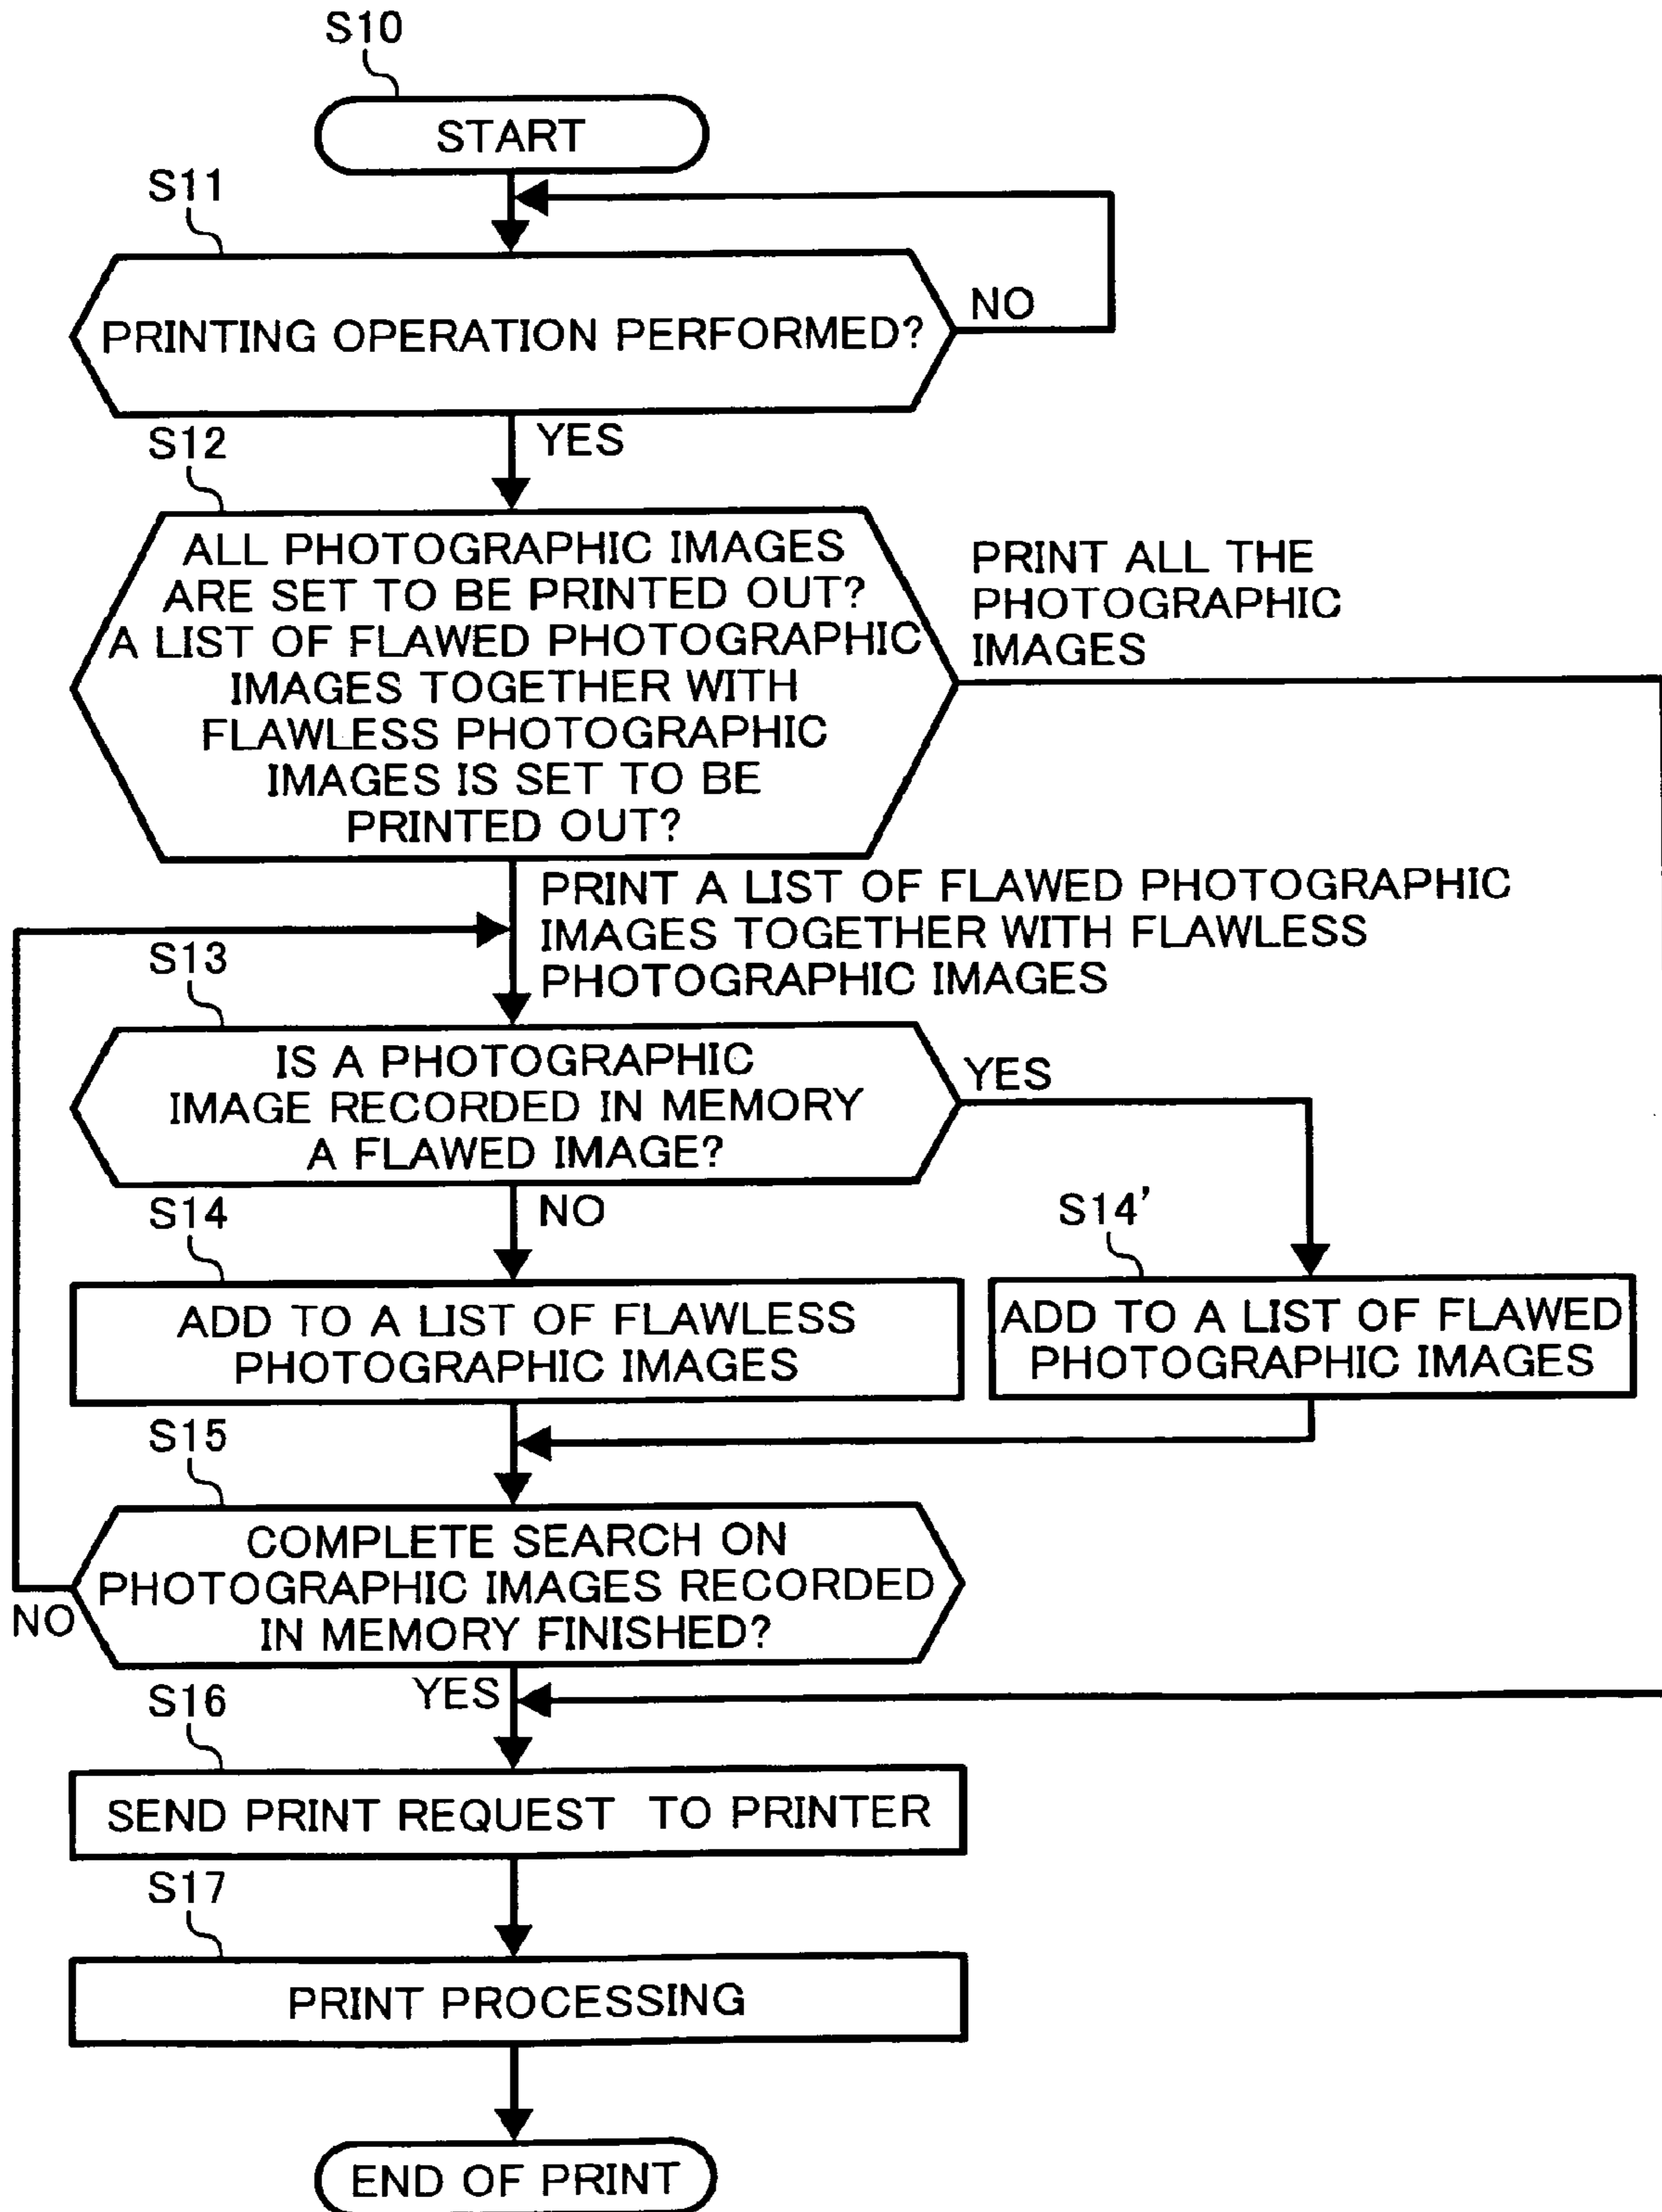 S10
START
S11
PRINTING OPERATION PERFORMED?
NO
YES
S12
ALL PHOTOGRAPHIC IMAGES
ARE SET TO BE PRINTED OUT?
A LIST OF FLAWED PHOTOGRAPHIC
IMAGES TOGETHER WITH
FLAWLESS PHOTOGRAPHIC
IMAGES IS SET TO BE
PRINTED OUT?
PRINT ALL THE
PHOTOGRAPHIC
IMAGES
PRINT A LIST OF FLAWED PHOTOGRAPHIC
IMAGES TOGETHER WITH FLAWLESS
PHOTOGRAPHIC IMAGES
S13
IS A PHOTOGRAPHIC
IMAGE RECORDED IN MEMORY
A FLAWED IMAGE?
YES
NO
S14
ADD TO A LIST OF FLAWLESS
PHOTOGRAPHIC IMAGES
S14'
ADD TO A LIST OF FLAWED
PHOTOGRAPHIC IMAGES
S15
COMPLETE SEARCH ON
PHOTOGRAPHIC IMAGES RECORDED
IN MEMORY FINISHED?
NO
YES
S16
SEND PRINT REQUEST TO PRINTER
S17
PRINT PROCESSING
END OF PRINT